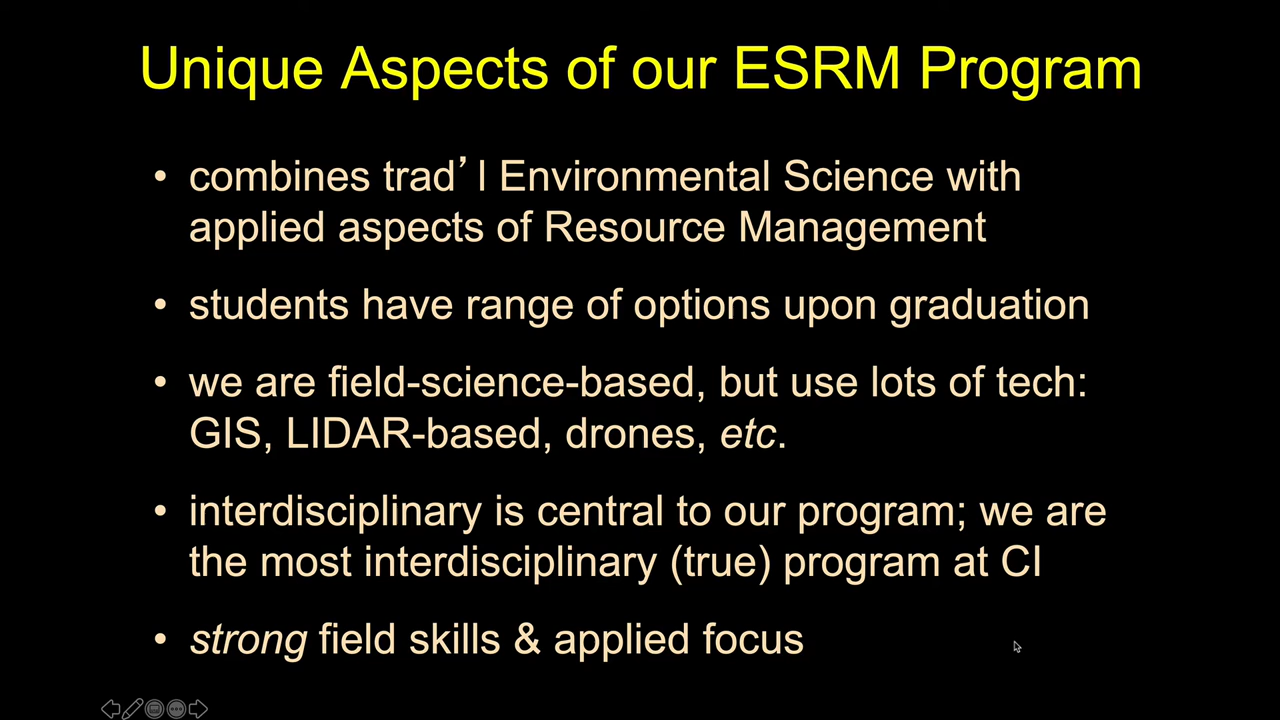 Unique Aspects of our ESRM Program
• combines trad’l Environmental Science with
applied aspects of Resource Management
• students have range of options upon graduation
• we are field-science-based, but use lots of tech:
GIS, LIDAR-based, drones, etc.
• interdisciplinary is central to our program; we are
the most interdisciplinary (true) program at CI
• strong field skills & applied focus